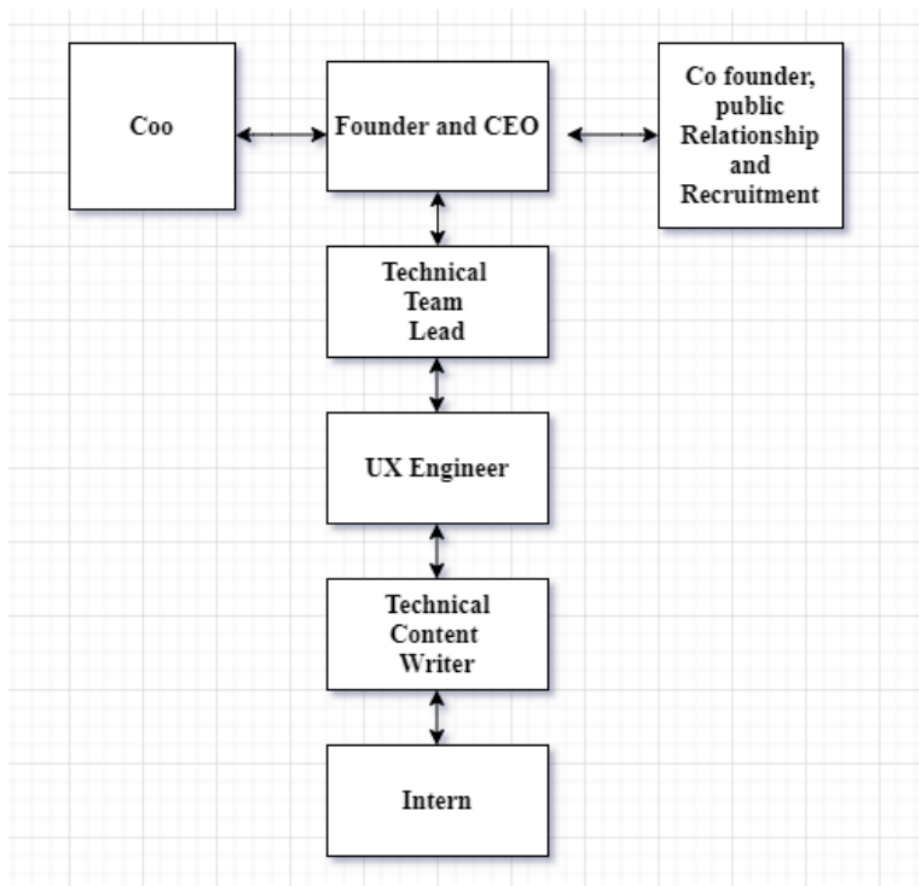 Coo
Founder and CEO
Co founder,
public
Relationship
and
Recruitment
Technical
Team
Lead
UX Engineer
Technical
Content
Writer
Intern